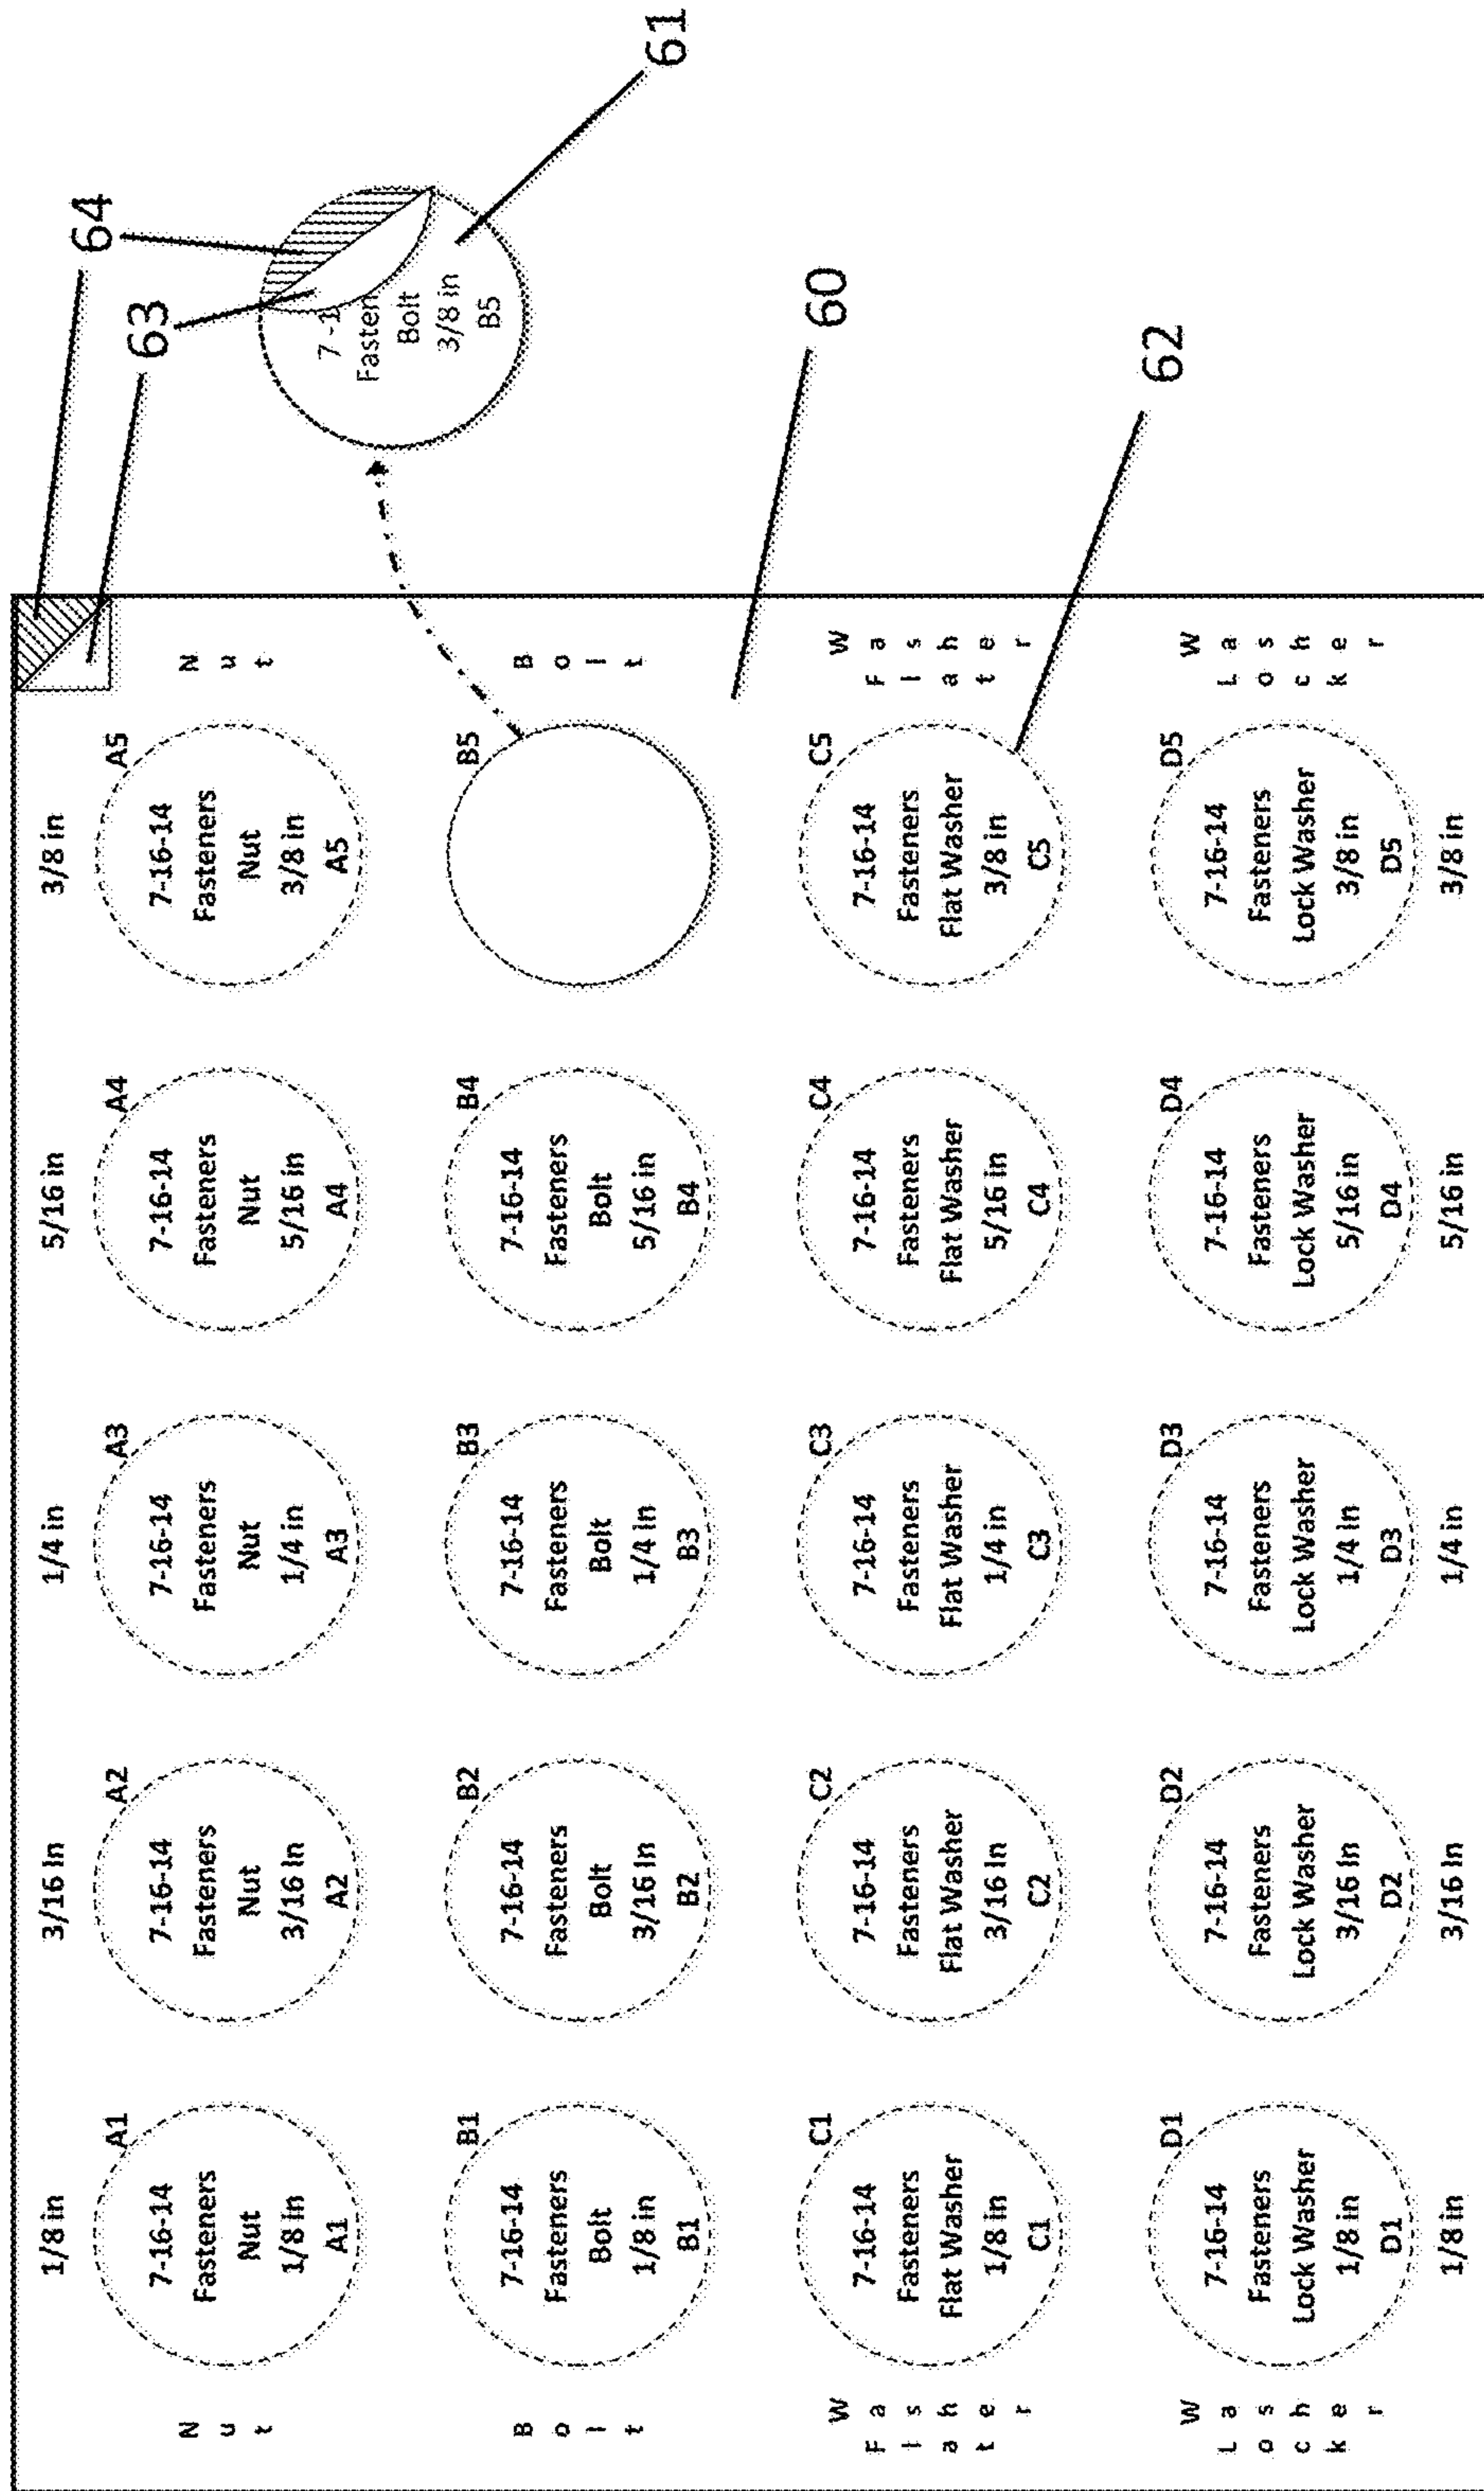 1/8 in
3/16 In
1/4 in
5/16 in
3/8 in
64
63
Nut
A1
7-16-14
Fasteners
Nut
1/8 in
A1
A2
7-16-14
Fasteners
Nut
3/16 In
A2
A3
7-16-14
Fasteners
Nut
1/4 in
A3
A4
7-16-14
Fasteners
Nut
5/16 in
A4
A5
7-16-14
Fasteners
Nut
3/8 in
A5
Nut
7 -1
Fasten
Bolt
3/8 in
B5
61
Bolt
B1
7-16-14
Fasteners
Bolt
1/8 in
B1
B2
7-16-14
Fasteners
Bolt
3/16 In
B2
B3
7-16-14
Fasteners
Bolt
1/4 In
B3
B4
7-16-14
Fasteners
Bolt
5/16 in
B4
B5
Bolt
60
Flat Washer
C1
7-16-14
Fasteners
Flat Washer
1/8 in
C1
C2
7-16-14
Fasteners
Flat Washer
3/16 In
C2
C3
7-16-14
Fasteners
Flat Washer
1/4 in
C3
C4
7-16-14
Fasteners
Flat Washer
5/16 in
C4
C5
7-16-14
Fasteners
Flat Washer
3/8 in
C5
Flat Washer
62
Lock Washer
D1
7-16-14
Fasteners
Lock Washer
1/8 in
D1
D2
7-16-14
Fasteners
Lock Washer
3/16 In
D2
D3
7-16-14
Fasteners
Lock Washer
1/4 In
D3
D4
7-16-14
Fasteners
Lock Washer
5/16 in
D4
D5
7-16-14
Fasteners
Lock Washer
3/8 in
D5
Lock Washer
1/8 in
3/16 In
1/4 in
5/16 in
3/8 in